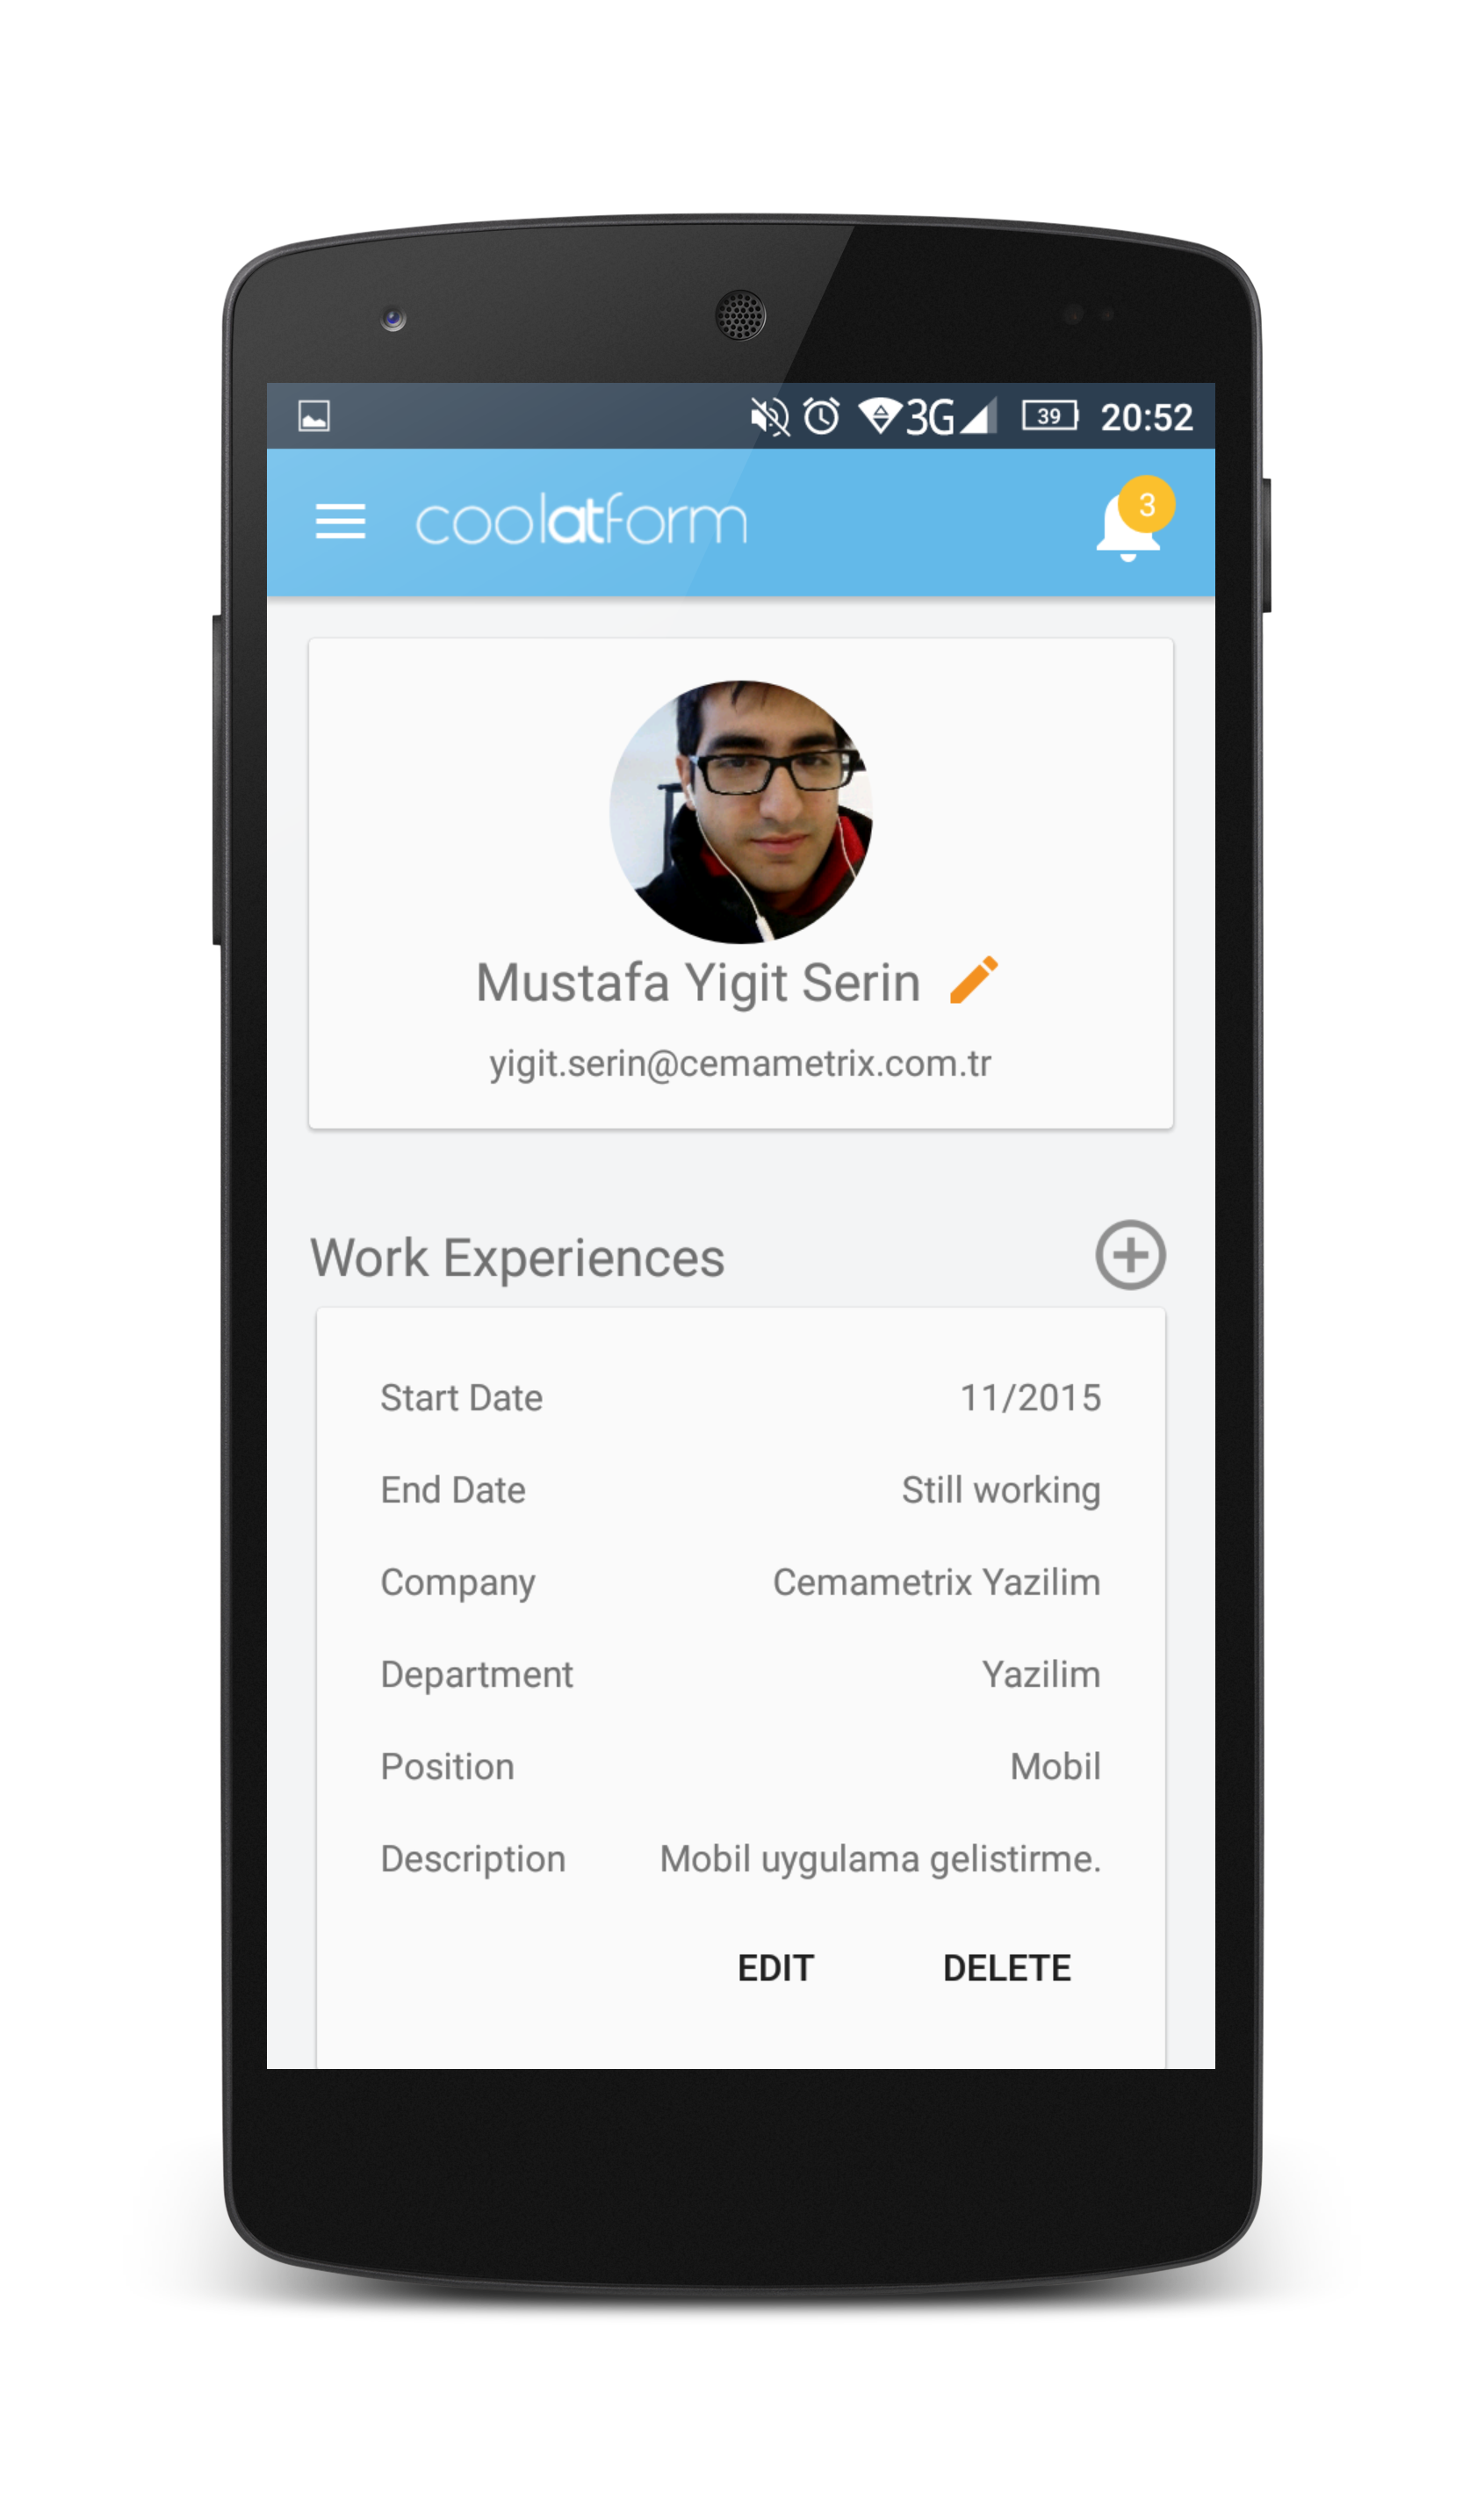 3G 39 20:52
coolatform 3
Mustafa Yigit Serin
yigit.serin@cemametrix.com.tr
Work Experiences
Start Date 11/2015
End Date Still working
Company Cemametrix Yazilim
Department Yazilim
Position Mobil
Description Mobil uygulama gelistirme.
EDIT DELETE